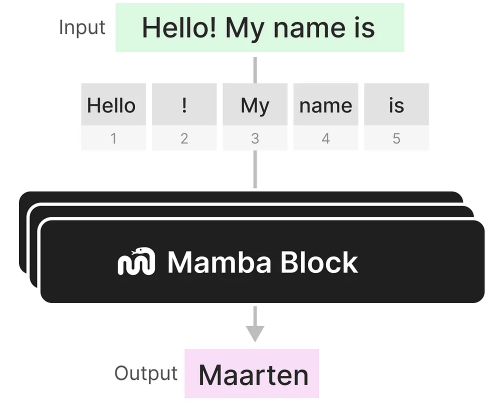 Input Hello! My name is
Hello ! My name is
1 2 3 4 5
Mamba Block
Output Maarten